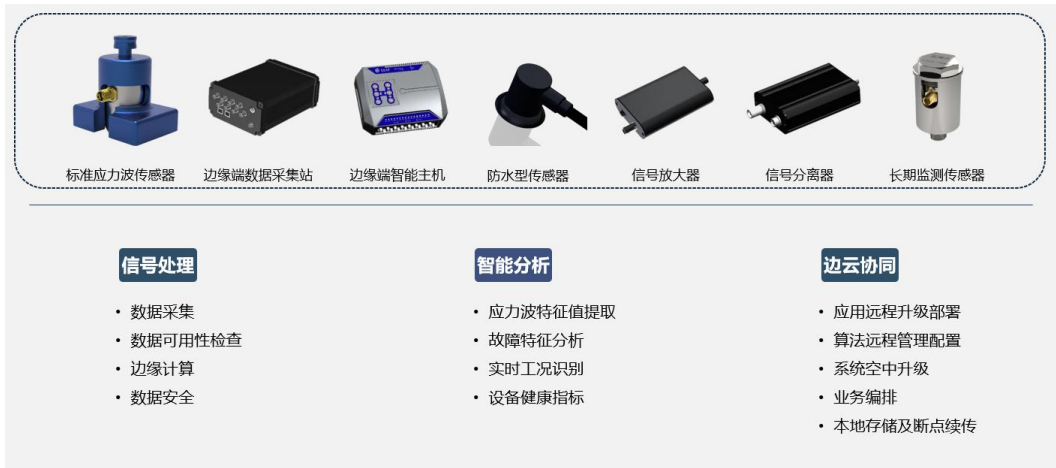 标准应力波传感器
边缘端数据采集站
边缘端智能主机
防水型传感器
信号放大器
信号分离器
长期监测传感器
信号处理
• 数据采集
• 数据可用性检查
• 边缘计算
• 数据安全
智能分析
• 应力波特征值提取
• 故障特征分析
• 实时工况识别
• 设备健康指标
边云协同
• 应用远程升级部署
• 算法远程管理配置
• 系统空中升级
• 业务编排
• 本地存储及断点续传